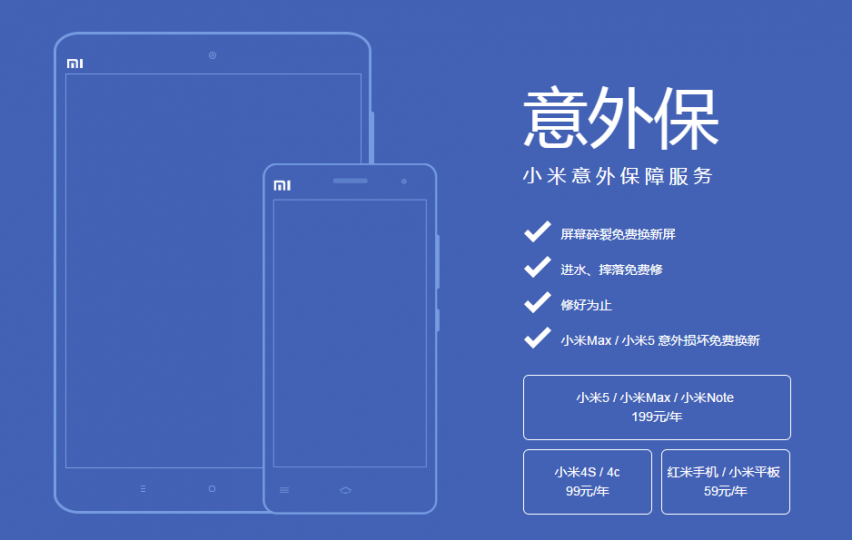 MI
MI
意外保
小米意外保障服务
屏幕碎裂免费换新屏
进水、摔落免费修
修好为止
小米Max / 小米5 意外损坏免费换新
小米5 / 小米Max / 小米Note
199元/年
小米4S / 4c
99元/年
红米手机 / 小米平板
59元/年